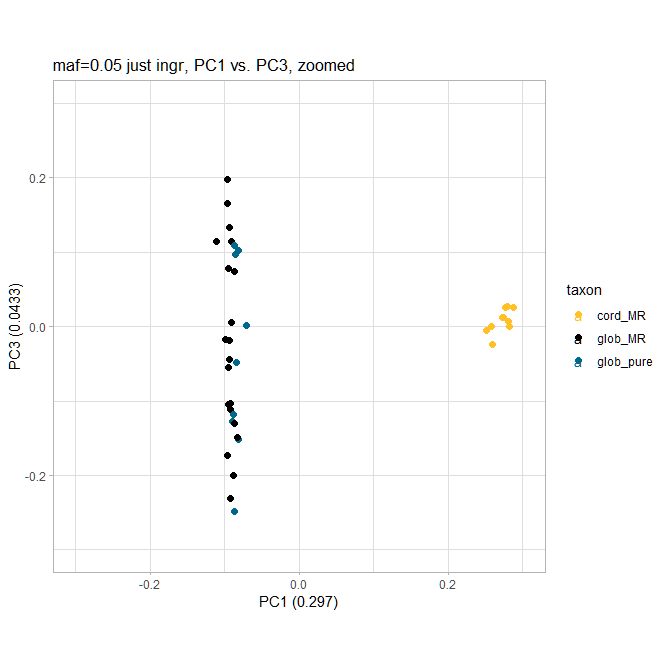 maf=0.05 just ingr, PC1 vs. PC3, zoomed
0.2
0.0
-0.2
PC3 (0.0433)
-0.2 0.0 0.2
PC1 (0.297)
taxon
a cord_MR
a glob_MR
a glob_pure